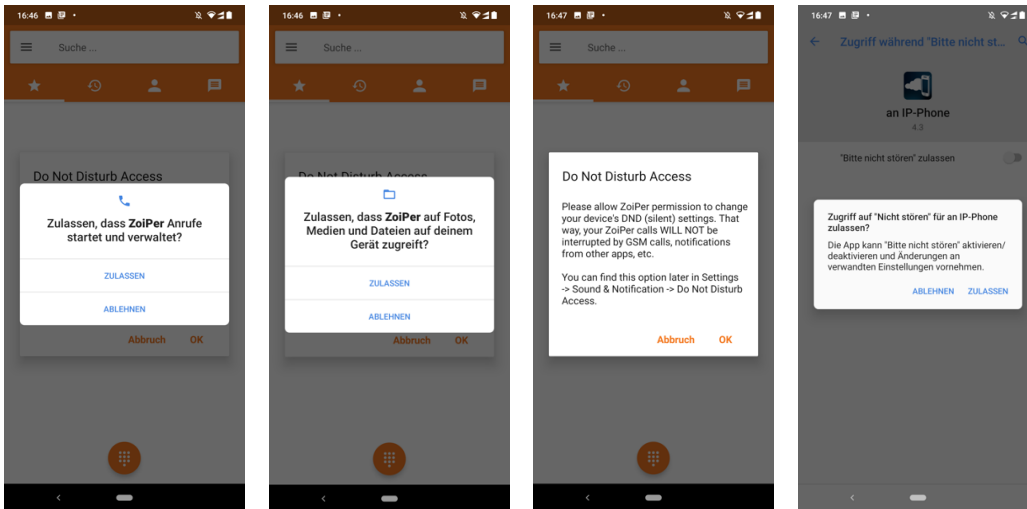 16:46
Suche ...
Do Not Disturb Access
Zulassen, dass ZoiPer Anrufe
startet und verwaltet?
ZULASSEN
ABLEHNEN
Abbruch OK
16:46
Suche ...
Do Not Disturb Access
Zulassen, dass ZoiPer auf Fotos,
Medien und Dateien auf deinem
Gerät zugreift?
ZULASSEN
ABLEHNEN
Abbruch OK
16:47
Suche ...
Do Not Disturb Access
Please allow ZoiPer permission to change
your device's DND (silent) settings. That
way, your ZoiPer calls WILL NOT be
interrupted by GSM calls, notifications
from other apps, etc.
You can find this option later in Settings
-> Sound & Notification -> Do Not Disturb
Access.
Abbruch OK
16:47
Zugriff während "Bitte nicht st...
an IP-Phone
4.3
"Bitte nicht stören" zulassen
Zugriff auf "Nicht stören" für an IP-Phone
zulassen?
Die App kann "Bitte nicht stören" aktivieren/
deaktivieren und Änderungen an
verwandten Einstellungen vornehmen.
ABLEHNEN ZULASSEN